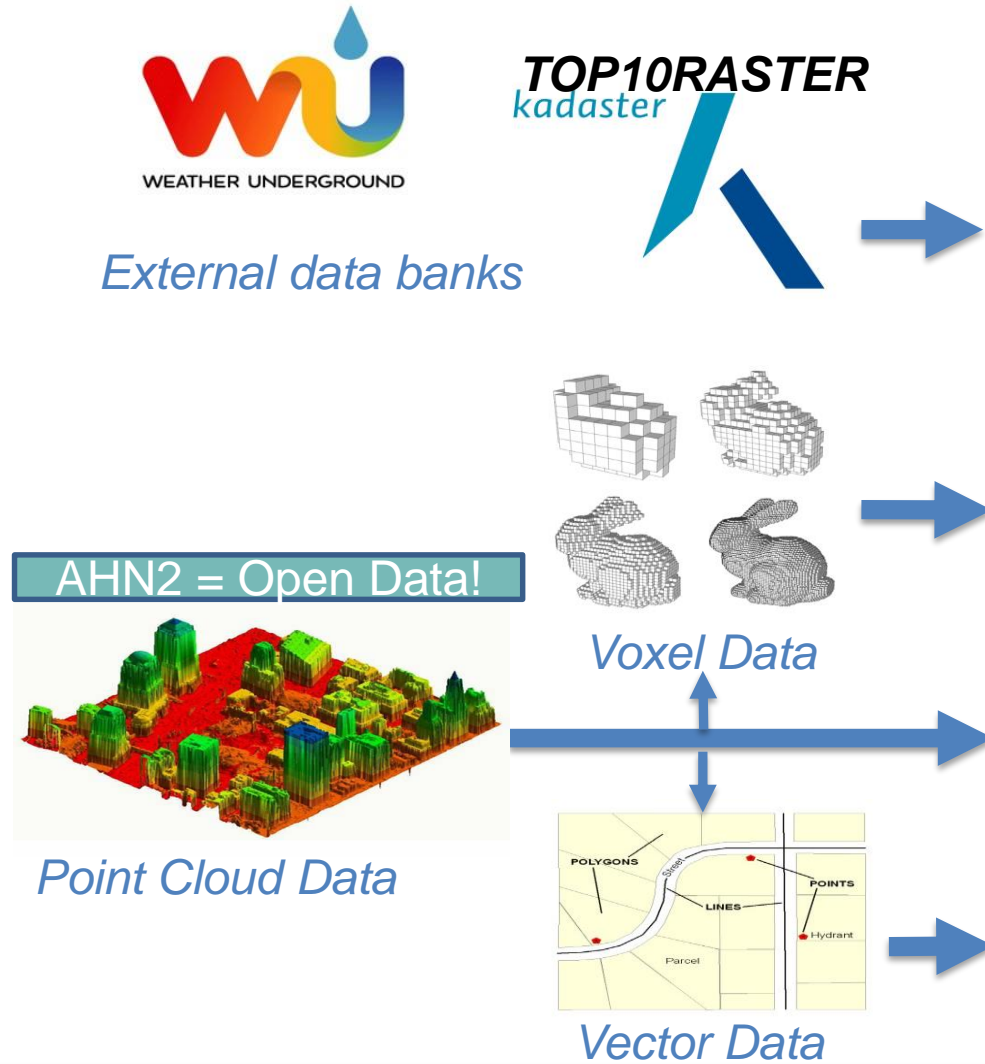 WU
WEATHER UNDERGROUND
TOP10RASTER
kadaster
External data banks
Voxel Data
AHN2 = Open Data!
Point Cloud Data
POLYGONS
Street
POINTS
LINES
Hydrant
Parcel
Vector Data